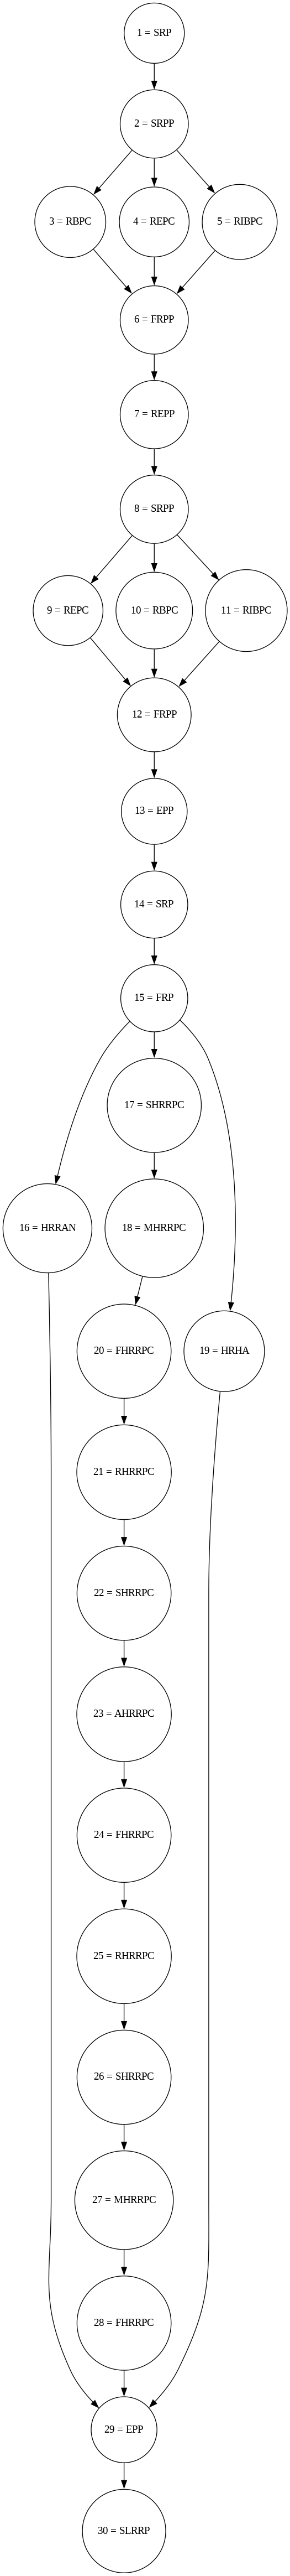 1 = SRP
2 = SRPP
3 = RBPC
4 = REPC
5 = RIBPC
6 = FRPP
7 = REPP
8 = SRPP
9 = REPC
10 = RBPC
11 = RIBPC
12 = FRPP
13 = EPP
14 = SRP
15 = FRP
17 = SHRRPC
16 = HRRAN
18 = MHRRPC
20 = FHRRPC
19 = HRHA
21 = RHRRPC
22 = SHRRPC
23 = AHRRPC
24 = FHRRPC
25 = RHRRPC
26 = SHRRPC
27 = MHRRPC
28 = FHRRPC
29 = EPP
30 = SLRRP